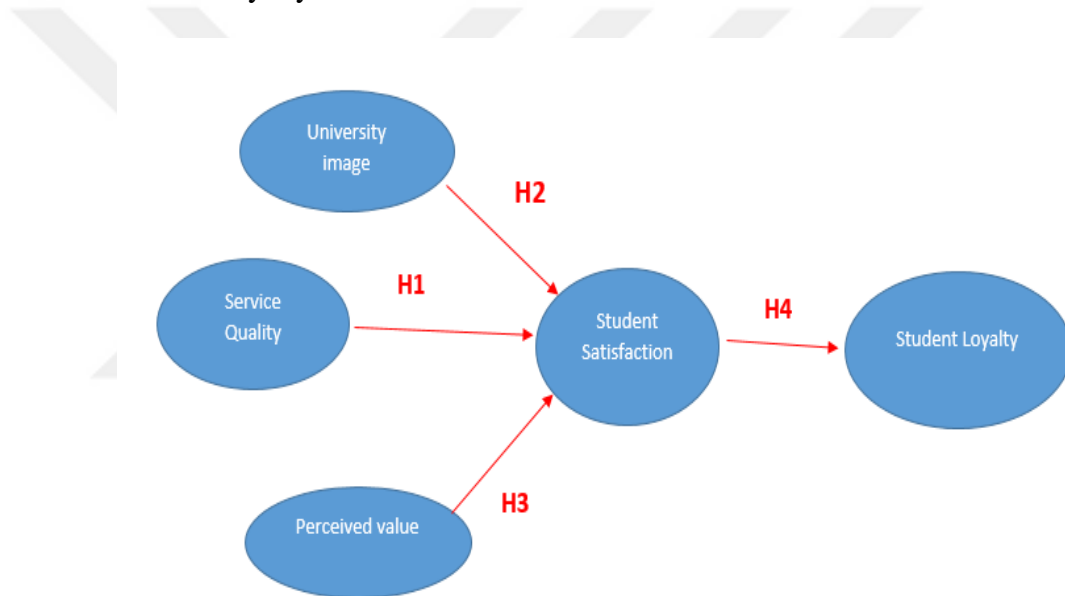 University
image
H2
Service
Quality
H1
Student
Satisfaction
H4
Student Loyalty
Perceived value
H3